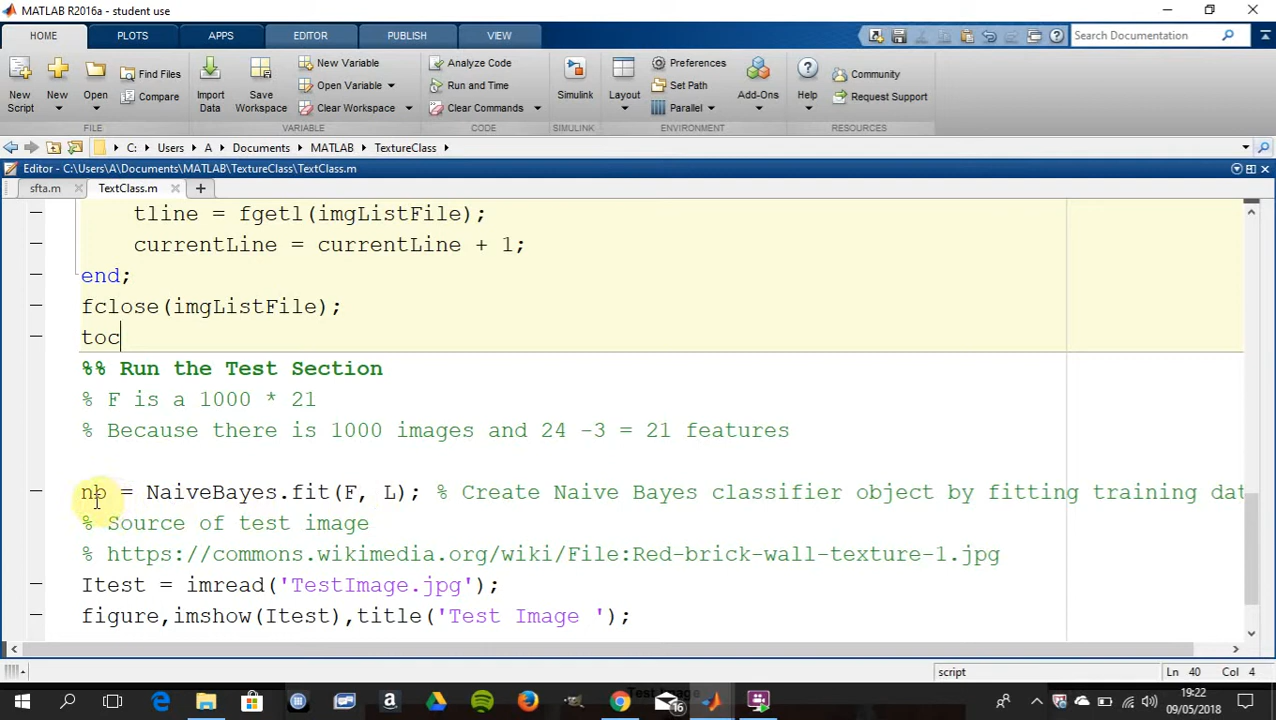 MATLAB R2016a - student use
HOME PLOTS APPS EDITOR PUBLISH VIEW Search Documentation
New Script New Open Find Files Compare FILE
Import Data Save Workspace New Variable Open Variable Clear Workspace VARIABLE
Analyze Code Run and Time Clear Commands CODE
Simulink SIMULINK
Layout Preferences Set Path Parallel Add-Ons ENVIRONMENT
Help Community Request Support RESOURCES
C: Users A Documents MATLAB TextureClass
Editor - C:\Users\A\Documents\MATLAB\TextureClass\TextClass.m
sfta.m TextClass.m
tline = fgetl(imgListFile);
currentLine = currentLine + 1;
end;
fclose(imgListFile);
toc
%% Run the Test Section
% F is a 1000 * 21
% Because there is 1000 images and 24 -3 = 21 features
nb = NaiveBayes.fit(F, L); % Create Naive Bayes classifier object by fitting training dat
% Source of test image
% https://commons.wikimedia.org/wiki/File:Red-brick-wall-texture-1.jpg
Itest = imread('TestImage.jpg');
figure,imshow(Itest),title('Test Image ');
script Ln 40 Col 4
16
19:22
09/05/2018